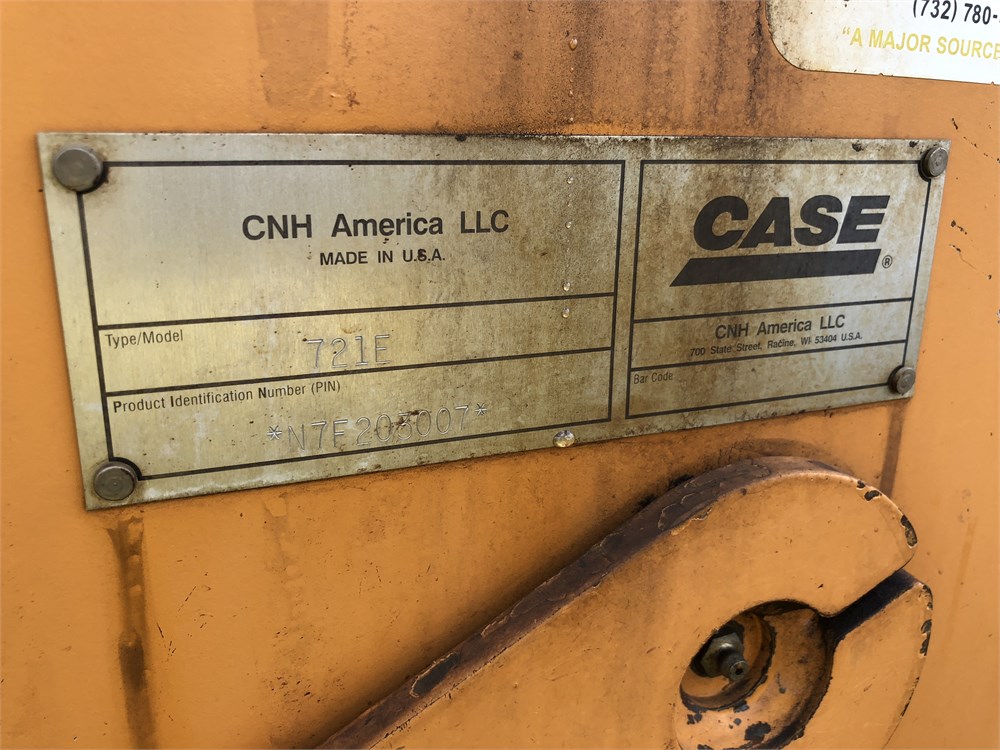 (732) 780-
"A MAJOR SOURCE
CNH America LLC
MADE IN U.S.A.
Type/Model
721E
Product Identification Number (PIN)
*N7E203007*
CASE
®
CNH America LLC
700 State Street, Racine, WI 53404 U.S.A.
Bar Code